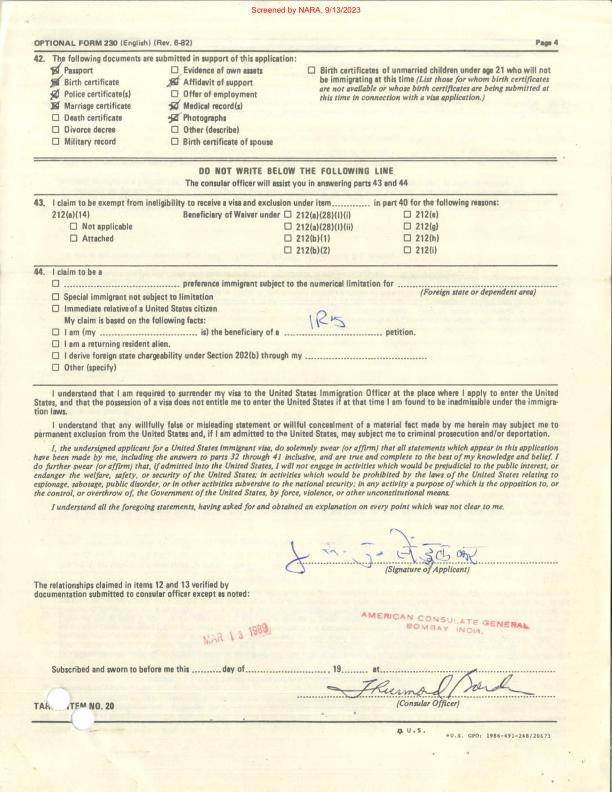 Screened by NARA, 9/13/2023
OPTIONAL FORM 230 (English) (Rev. 6-82) Page 4
42. The following documents are submitted in support of this application:
☒ Passport ☐ Evidence of own assets ☐ Birth certificates of unmarried children under age 21 who will not
☒ Birth certificate ☒ Affidavit of support be immigrating at this time (List those for whom birth certificates
☒ Police certificate(s) ☐ Offer of employment are not available or whose birth certificates are being submitted at
☒ Marriage certificate ☒ Medical record(s) this time in connection with a visa application.)
☐ Death certificate ☒ Photographs
☐ Divorce decree ☐ Other (describe)
☐ Military record ☐ Birth certificate of spouse
DO NOT WRITE BELOW THE FOLLOWING LINE
The consular officer will assist you in answering parts 43 and 44
43. I claim to be exempt from ineligibility to receive a visa and exclusion under item............ in part 40 for the following reasons:
212(a)(14) Beneficiary of Waiver under ☐ 212(a)(28)(I)(i) ☐ 212(e)
☐ Not applicable ☐ 212(a)(28)(I)(ii) ☐ 212(g)
☐ Attached ☐ 212(b)(1) ☐ 212(h)
☐ 212(b)(2) ☐ 212(i)
44. I claim to be a
☐ .................................... preference immigrant subject to the numerical limitation for ....................................
(Foreign state or dependent area)
☐ Special immigrant not subject to limitation
☐ Immediate relative of a United States citizen
My claim is based on the following facts:
IR5
☐ I am (my .............................. is) the beneficiary of a .............................. petition.
☐ I am a returning resident alien.
☐ I derive foreign state chargeability under Section 202(b) through my ....................................
☐ Other (specify)
I understand that I am required to surrender my visa to the United States Immigration Officer at the place where I apply to enter the United
States, and that the possession of a visa does not entitle me to enter the United States if at that time I am found to be inadmissible under the immigra-
tion laws.
I understand that any willfully false or misleading statement or willful concealment of a material fact made by me herein may subject me to
permanent exclusion from the United States and, if I am admitted to the United States, may subject me to criminal prosecution and/or deportation.
I, the undersigned applicant for a United States immigrant visa, do solemnly swear (or affirm) that all statements which appear in this application
have been made by me, including the answers to parts 32 through 41 inclusive, and are true and complete to the best of my knowledge and belief. I
do further swear (or affirm) that, if admitted into the United States, I will not engage in activities which would be prejudicial to the public interest, or
endanger the welfare, safety, or security of the United States; in activities which would be prohibited by the laws of the United States relating to
espionage, sabotage, public disorder, or in other activities subversive to the national security; in any activity a purpose of which is the opposition to, or
the control, or overthrow of, the Government of the United States, by force, violence, or other unconstitutional means.
I understand all the foregoing statements, having asked for and obtained an explanation on every point which was not clear to me.
(Signature of Applicant)
The relationships claimed in items 12 and 13 verified by
documentation submitted to consular officer except as noted:
AMERICAN CONSULATE GENERAL
BOMBAY INDIA.
MAR 13 1989
Subscribed and sworn to before me this ..........day of.............................., 19 .......... at..............................
(Consular Officer)
ITEM NO. 20
U.S.
*U.S. GPO: 1986-491-248/20673